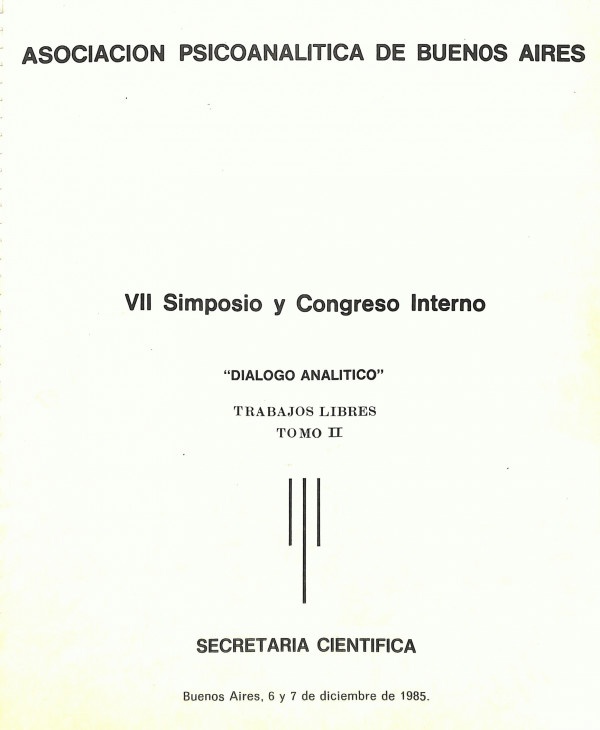 ASOCIACION PSICOANALITICA DE BUENOS AIRES
VII Simposio y Congreso Interno
“DIALOGO ANALITICO”
TRABAJOS LIBRES
TOMO II
SECRETARIA CIENTIFICA
Buenos Aires, 6 y 7 de diciembre de 1985.